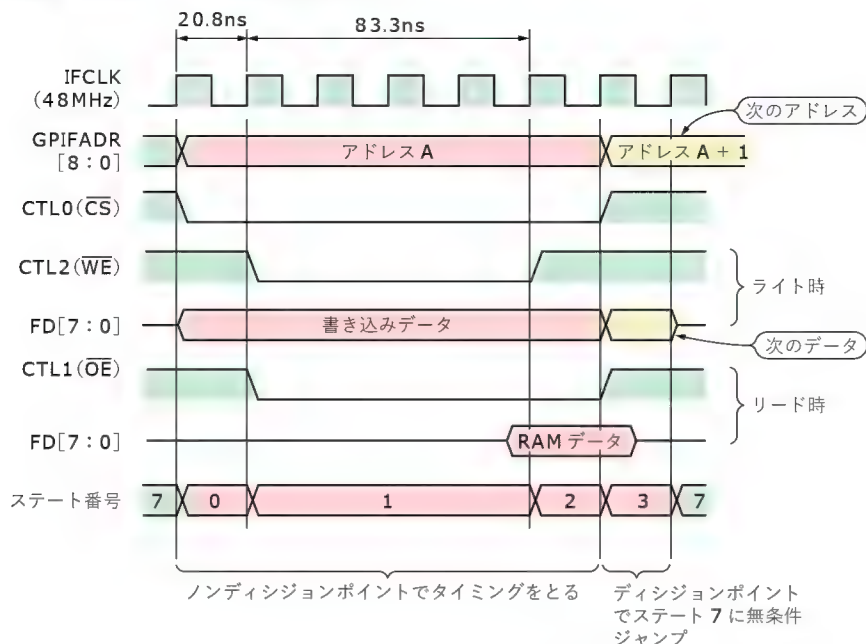 20.8ns
83.3ns
IFCLK
(48MHz)
次のアドレス
GPIFADR
[8：0]
アドレス A
アドレス A + 1
CTL0(CS)
CTL2(WE)
ライト時
FD[7：0]
書き込みデータ
次のデータ
CTL1(OE)
リード時
FD[7：0]
RAM データ
ステート番号
7
0
1
2
3
7
ノンディシジョンポイントでタイミングをとる
ディシジョンポイント
でステート 7 に無条件
ジャンプ